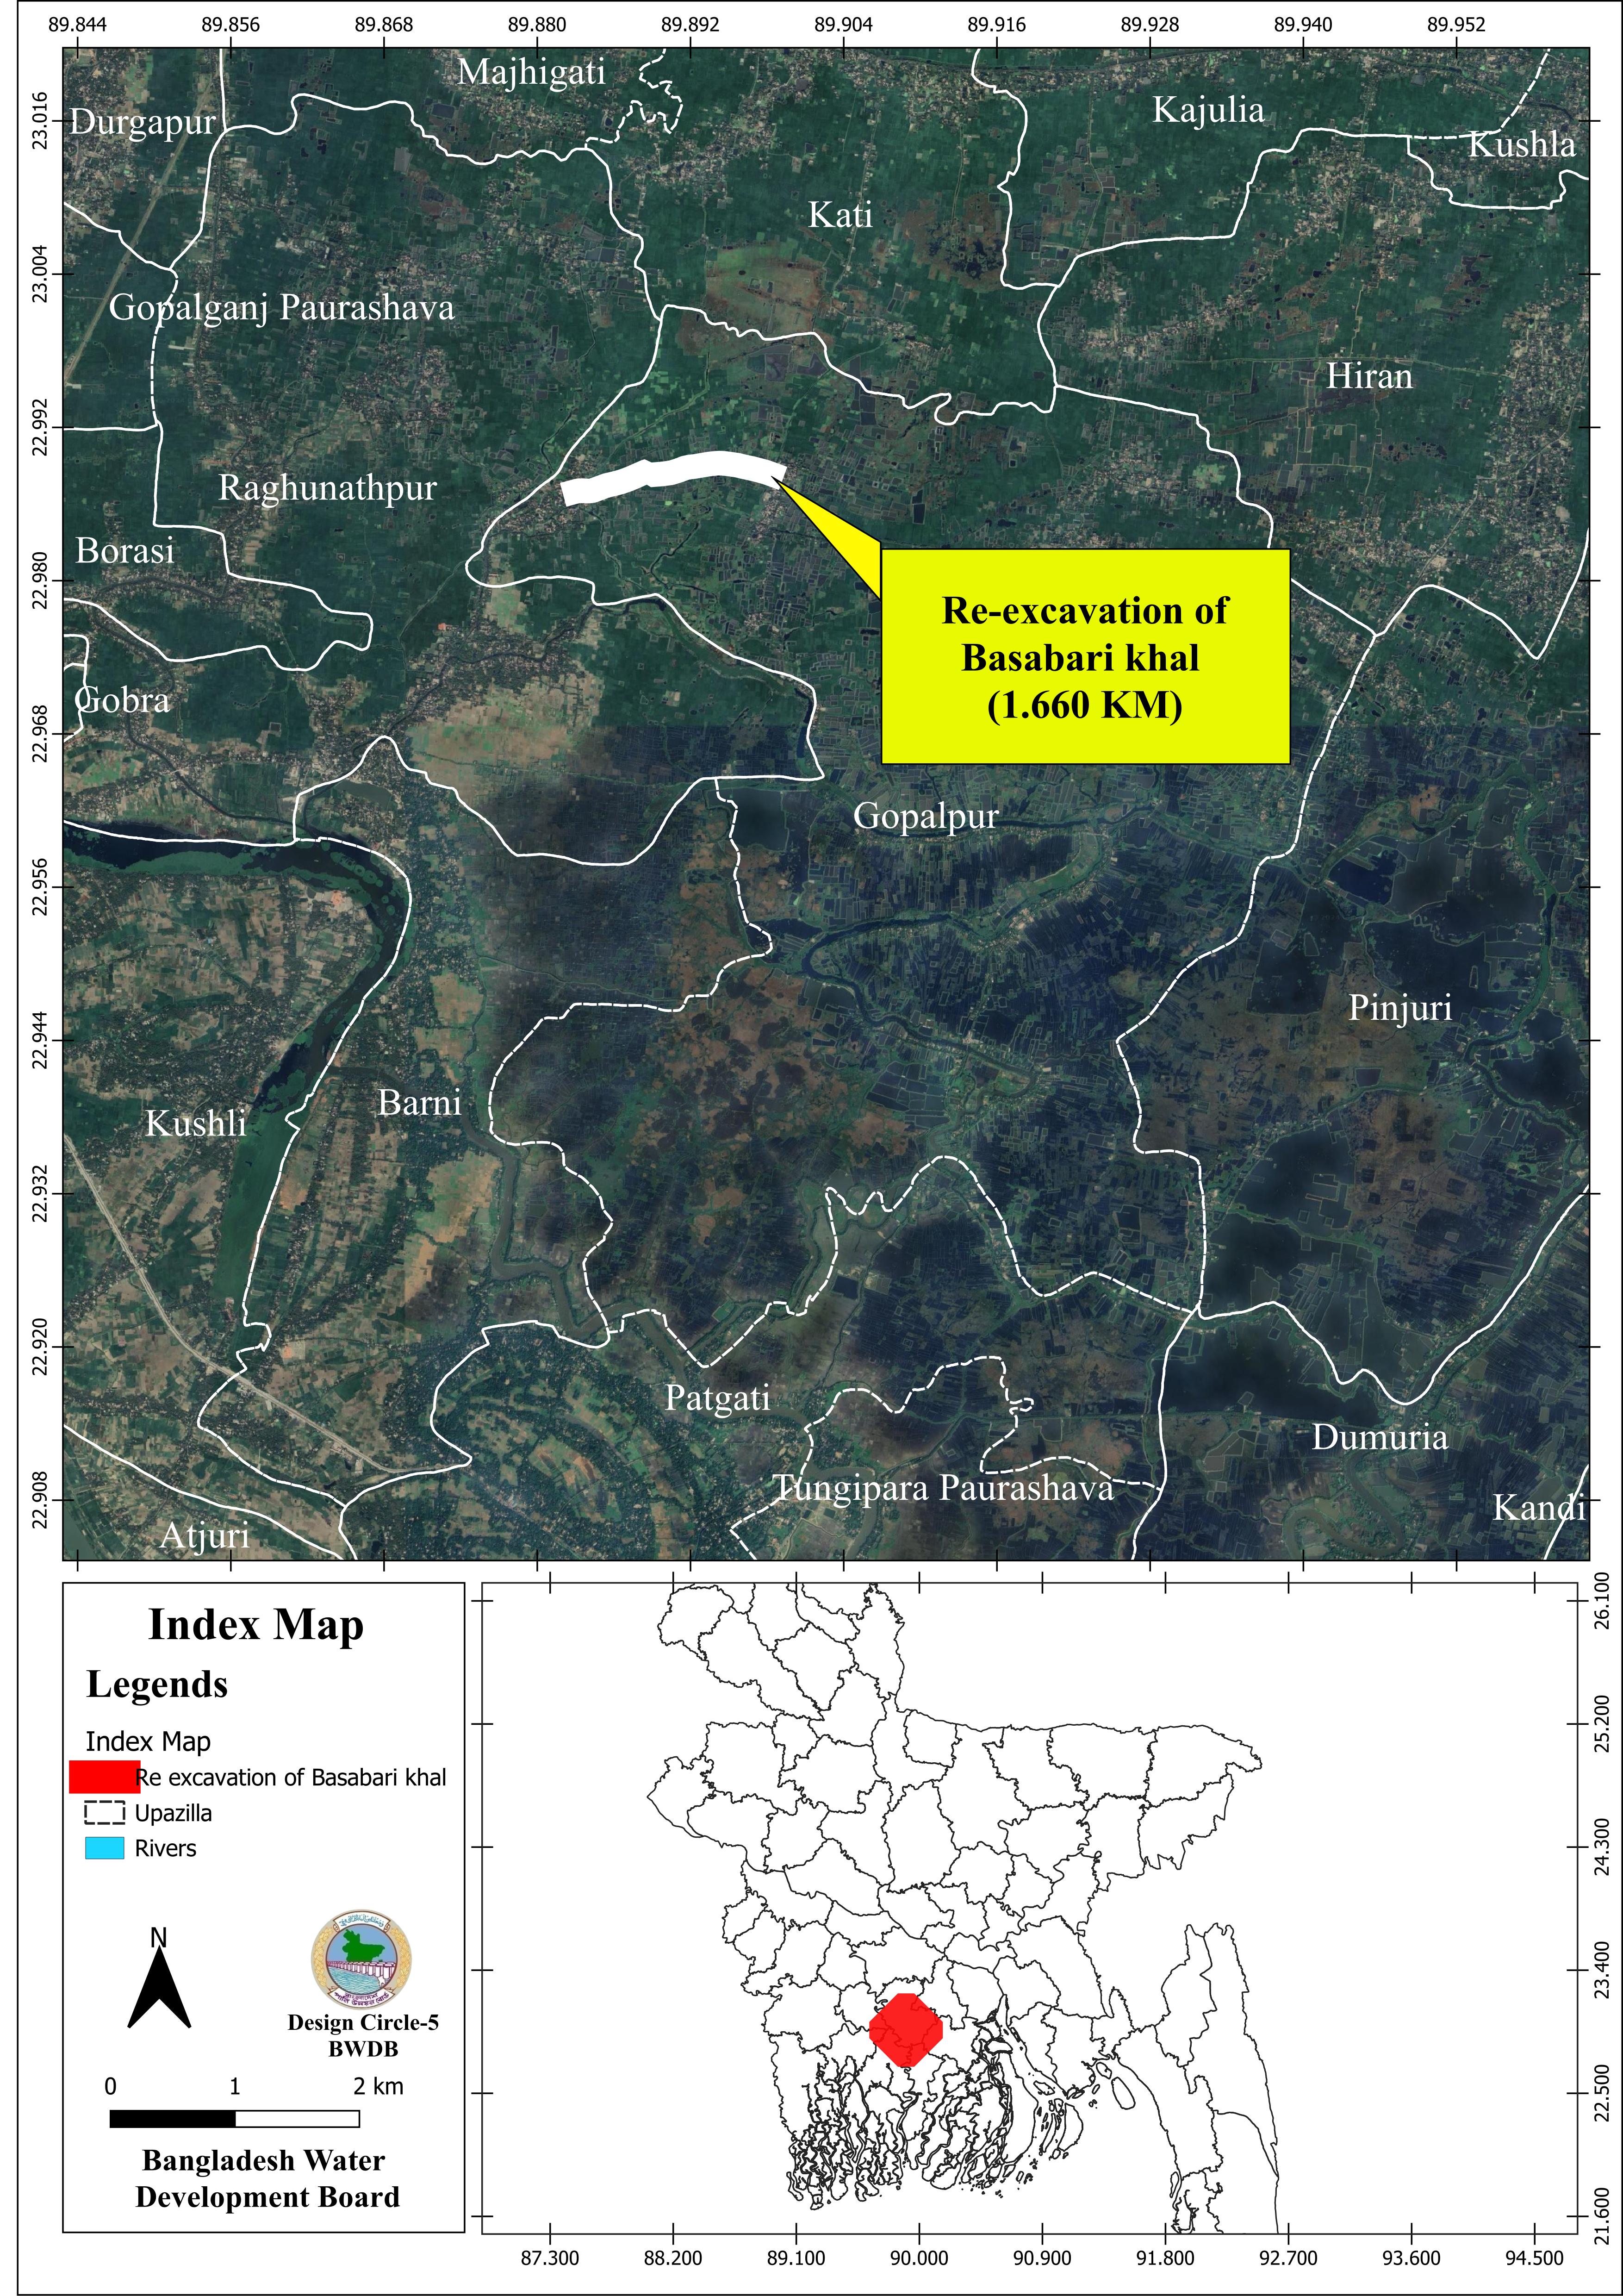 89.844 89.856 89.868 89.880 89.892 89.904 89.916 89.928 89.940 89.952
23.016
23.004
22.992
22.980
22.968
22.956
22.944
22.932
22.920
22.908
Majhigati
Kajulia
Durgapur
Kushla
Kati
Gopalganj Paurashava
Hiran
Raghunathpur
Borasi
Re-excavation of
Basabari khal
(1.660 KM)
Gobra
Gopalpur
Pinjuri
Barni
Kushli
Patgati
Dumuria
Tungipara Paurashava
Kandi
Atjuri
Index Map
Legends
Index Map
Re excavation of Basabari khal
Upazilla
Rivers
N
Design Circle-5
BWDB
0 1 2 km
Bangladesh Water
Development Board
26.100
25.200
24.300
23.400
22.500
21.600
87.300 88.200 89.100 90.000 90.900 91.800 92.700 93.600 94.500